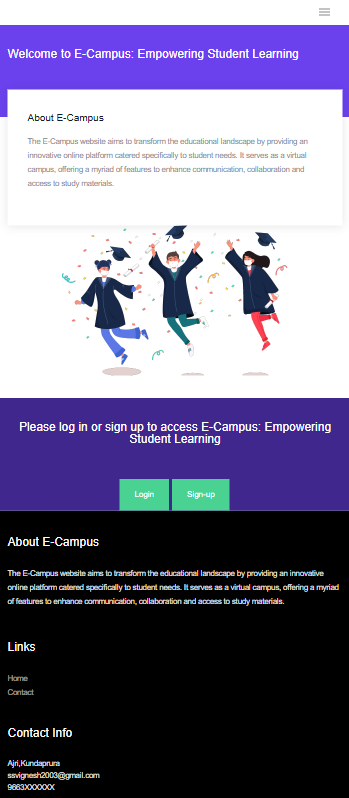 Welcome to E-Campus: Empowering Student Learning
About E-Campus
The E-Campus website aims to transform the educational landscape by providing an
innovative online platform catered specifically to student needs. It serves as a virtual
campus, offering a myriad of features to enhance communication, collaboration and
access to study materials.
Please log in or sign up to access E-Campus: Empowering
Student Learning
Login Sign-up
About E-Campus
The E-Campus website aims to transform the educational landscape by providing an innovative
online platform catered specifically to student needs. It serves as a virtual campus, offering a myriad
of features to enhance communication, collaboration and access to study materials.
Links
Home
Contact
Contact Info
Ajri,Kundaprura
ssvignesh2003@gmail.com
9663XXXXXX